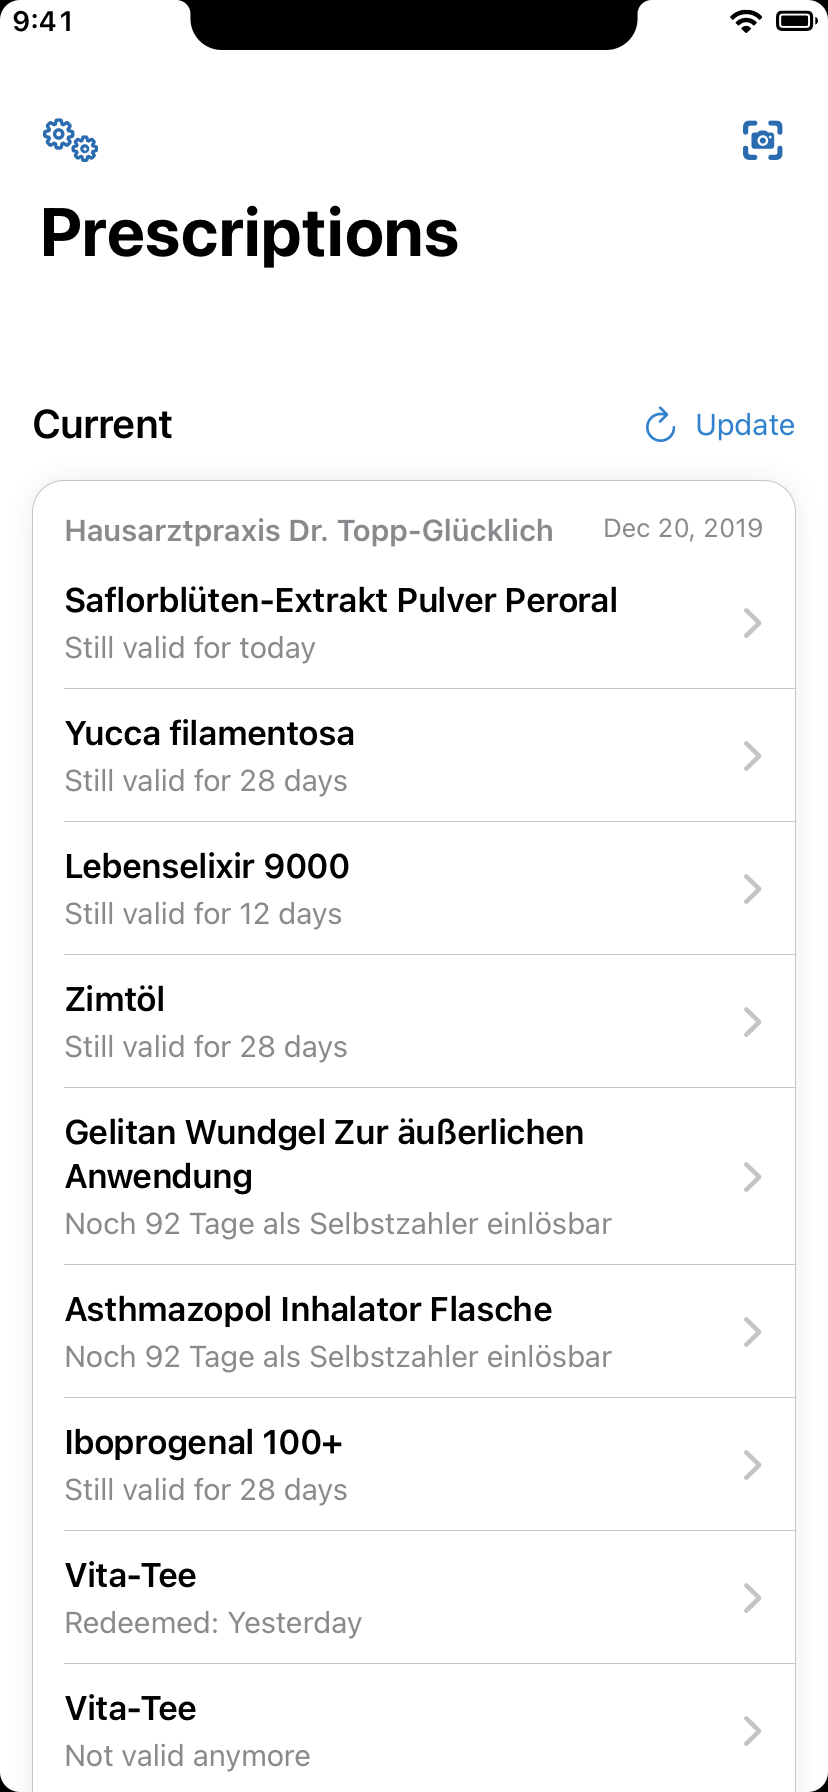 9:41
Prescriptions
Current
Update
Hausarztpraxis Dr. Topp-Glücklich
Dec 20, 2019
Saflorblüten-Extrakt Pulver Peroral
Still valid for today
Yucca filamentosa
Still valid for 28 days
Lebenselixir 9000
Still valid for 12 days
Zimtöl
Still valid for 28 days
Gelitan Wundgel Zur äußerlichen
Anwendung
Noch 92 Tage als Selbstzahler einlösbar
Asthmazopol Inhalator Flasche
Noch 92 Tage als Selbstzahler einlösbar
Iboprogenal 100+
Still valid for 28 days
Vita-Tee
Redeemed: Yesterday
Vita-Tee
Not valid anymore